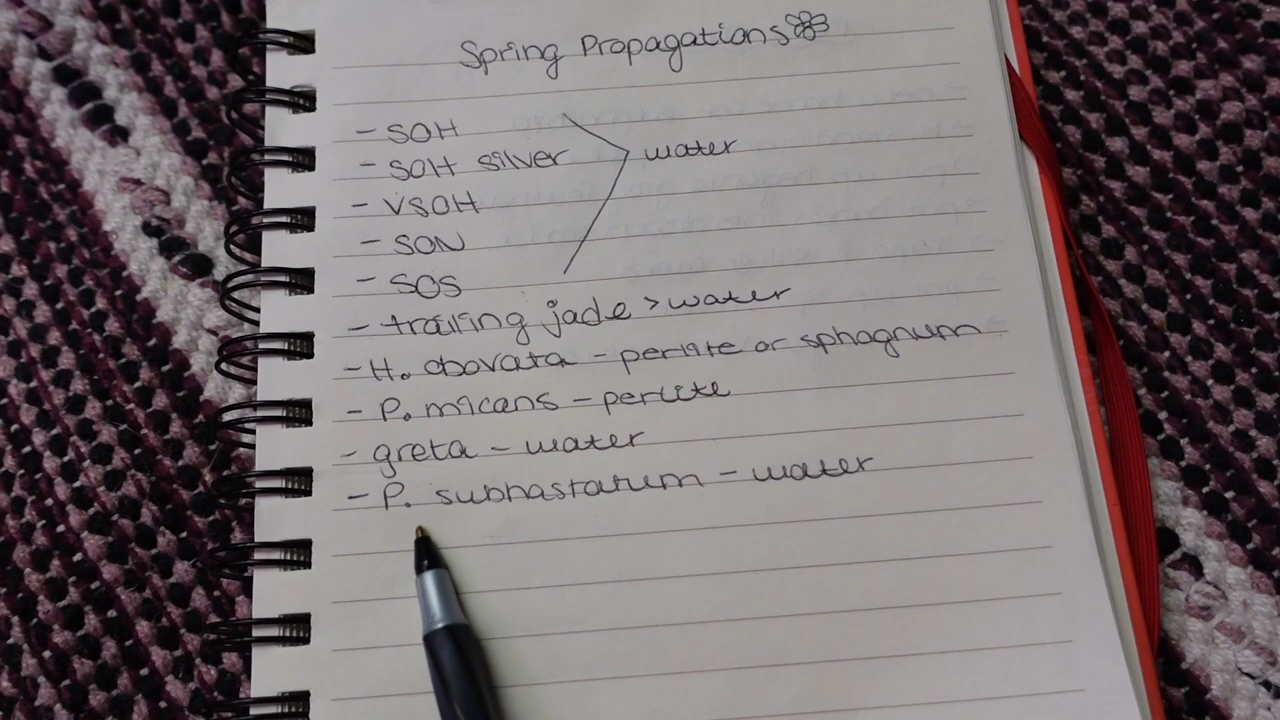 Spring Propagations
- SOH
- SOH silver
- VSOH
- SON
- SOS
water
- trailing jade > water
- H. obovata - perlite or sphagnum
- P. micans - perlite
- greta - water
- P. subhastatum - water